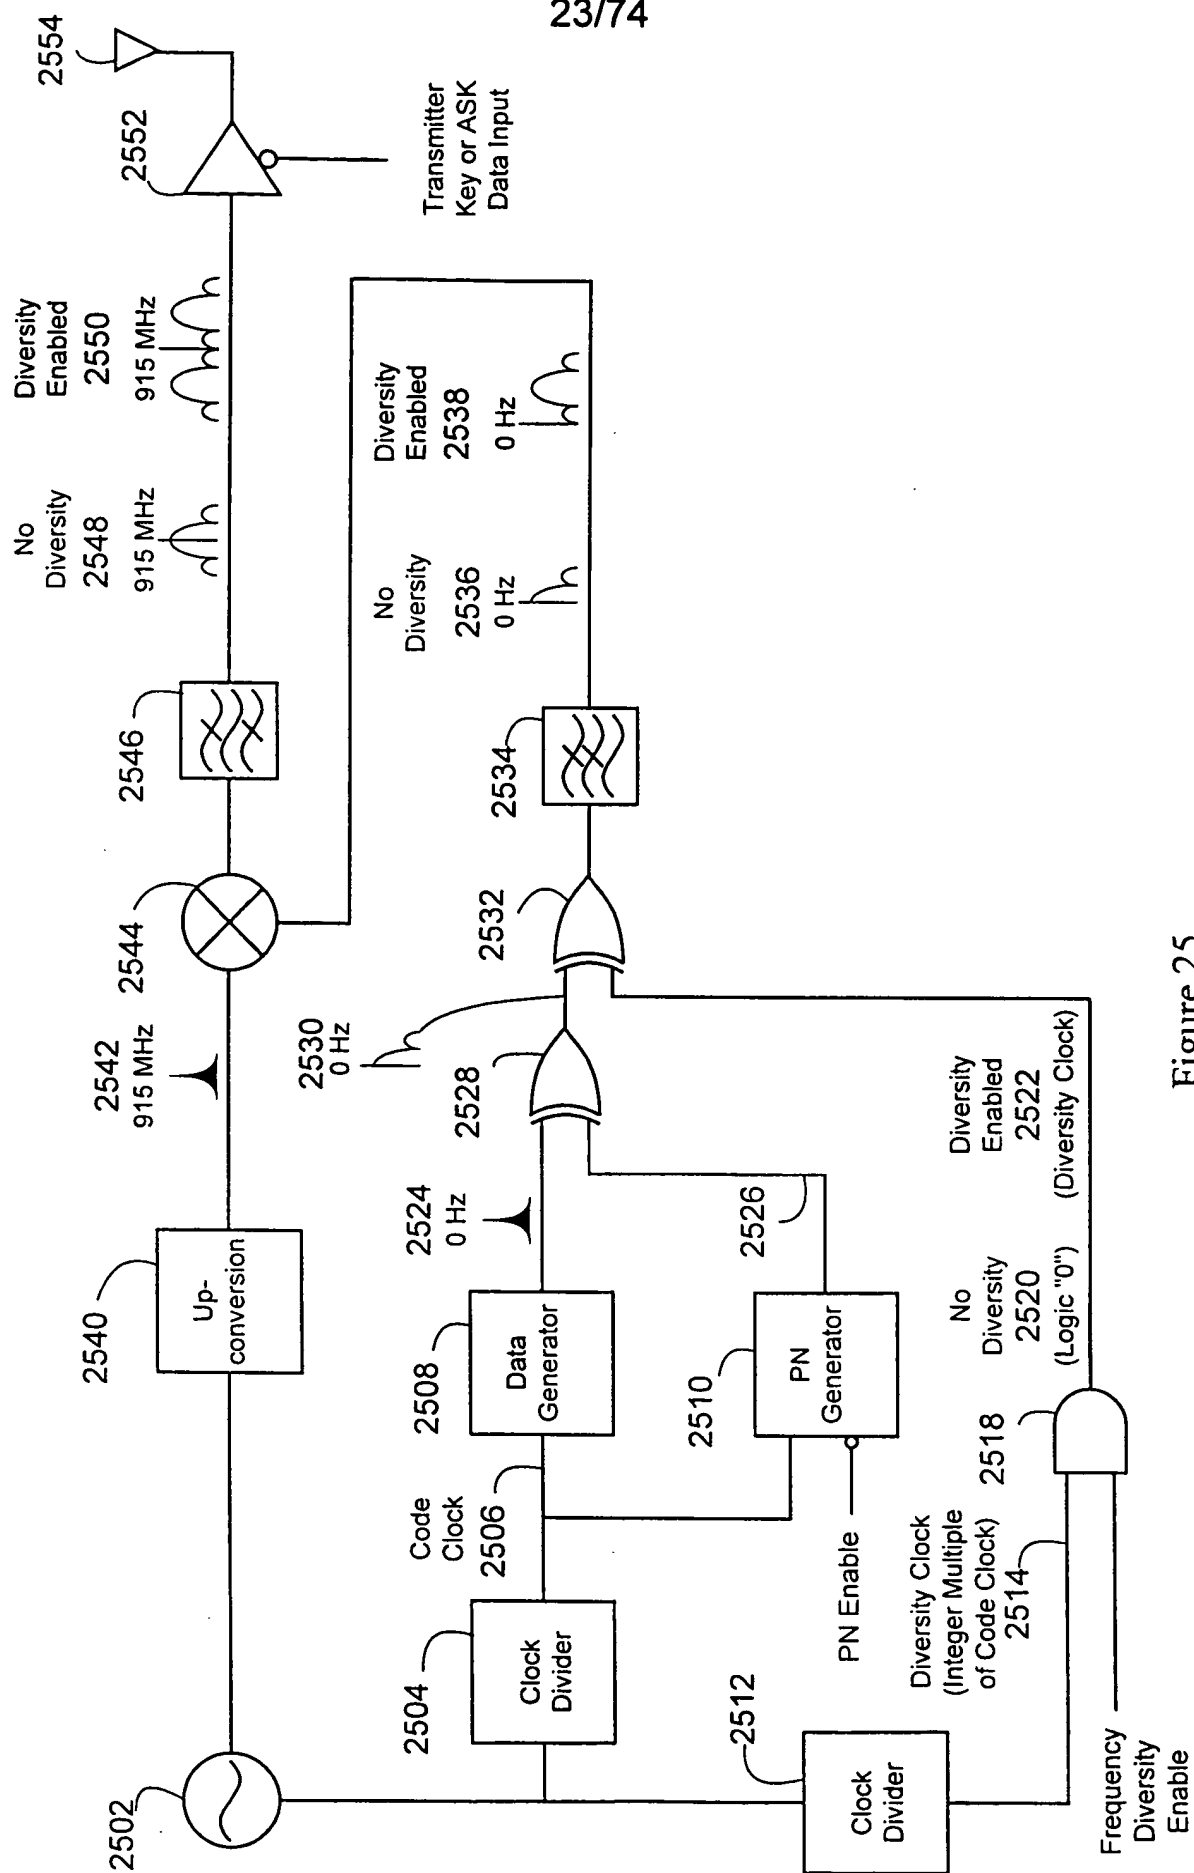 23/74
2502
2540
Up-
conversion
2542
915 MHz
2544
2546
No
Diversity
2548
915 MHz
Diversity
Enabled
2550
915 MHz
2552
2554
Transmitter
Key or ASK
Data Input
2504
Clock
Divider
Code
Clock
2506
2508
Data
Generator
2524
0 Hz
2528
2530
0 Hz
2532
2534
No
Diversity
2536
0 Hz
Diversity
Enabled
2538
0 Hz
PN Enable
2510
PN
Generator
2526
2512
Clock
Divider
Diversity Clock
(Integer Multiple
of Code Clock)
2514
Frequency
Diversity
Enable
2518
No
Diversity
2520
(Logic "0")
Diversity
Enabled
2522
(Diversity Clock)
Figure 25